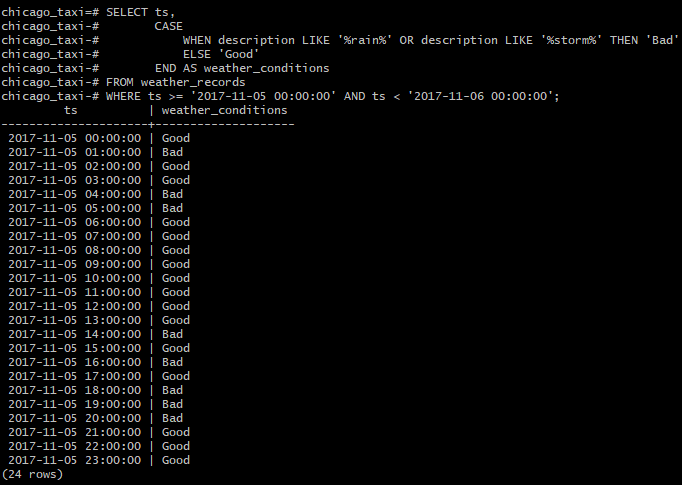 chicago_taxi=# SELECT ts,
chicago_taxi-#        CASE
chicago_taxi-#            WHEN description LIKE '%rain%' OR description LIKE '%storm%' THEN 'Bad'
chicago_taxi-#            ELSE 'Good'
chicago_taxi-#        END AS weather_conditions
chicago_taxi-# FROM weather_records
chicago_taxi-# WHERE ts >= '2017-11-05 00:00:00' AND ts < '2017-11-06 00:00:00';
         ts          | weather_conditions
---------------------+--------------------
 2017-11-05 00:00:00 | Good
 2017-11-05 01:00:00 | Bad
 2017-11-05 02:00:00 | Good
 2017-11-05 03:00:00 | Good
 2017-11-05 04:00:00 | Bad
 2017-11-05 05:00:00 | Bad
 2017-11-05 06:00:00 | Good
 2017-11-05 07:00:00 | Good
 2017-11-05 08:00:00 | Good
 2017-11-05 09:00:00 | Good
 2017-11-05 10:00:00 | Good
 2017-11-05 11:00:00 | Good
 2017-11-05 12:00:00 | Good
 2017-11-05 13:00:00 | Good
 2017-11-05 14:00:00 | Bad
 2017-11-05 15:00:00 | Good
 2017-11-05 16:00:00 | Bad
 2017-11-05 17:00:00 | Good
 2017-11-05 18:00:00 | Bad
 2017-11-05 19:00:00 | Bad
 2017-11-05 20:00:00 | Bad
 2017-11-05 21:00:00 | Good
 2017-11-05 22:00:00 | Good
 2017-11-05 23:00:00 | Good
(24 rows)